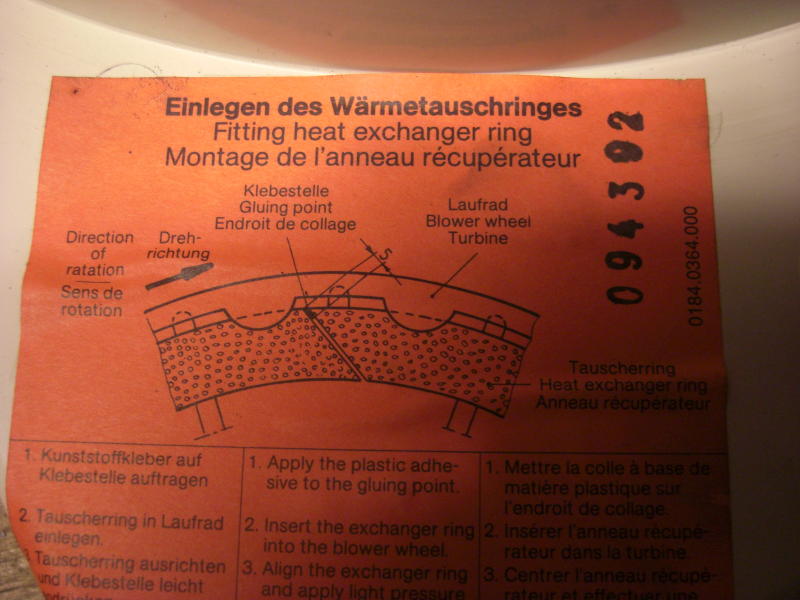 Einlegen des Wärmetauschringes
Fitting heat exchanger ring
Montage de l'anneau récupérateur
094392
0184.0364.000
Klebestelle
Gluing point
Endroit de collage
Laufrad
Blower wheel
Turbine
Direction
of
ratation
Sens de
rotation
Dreh-
richtung
5
Tauscherring
Heat exchanger ring
Anneau récupérateur
1. Kunststoffkleber auf
Klebestelle auftragen
2. Tauscherring in Laufrad
einlegen.
Tauscherring ausrichten
und Klebestelle leicht
1. Apply the plastic adhe-
sive to the gluing point.
2. Insert the exchanger ring
into the blower wheel.
3. Align the exchanger ring
and apply light pressure
1. Mettre la colle à base de
matière plastique sur
l'endroit de collage.
2. Insérer l'anneau récupé-
rateur dans la turbine.
3. Centrer l'anneau récupé-
rateur et effectuer une